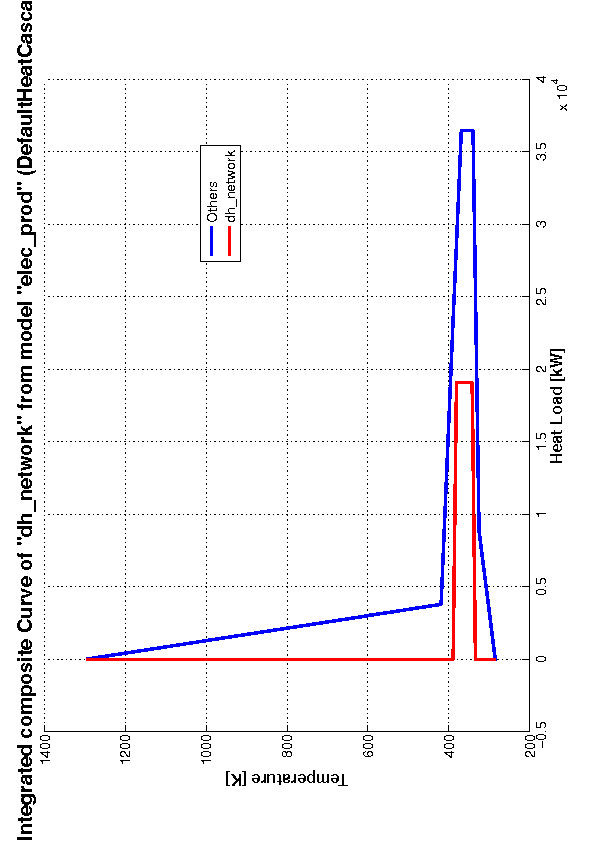 Integrated composite Curve of "dh_network" from model "elec_prod" (DefaultHeatCasca
1400
1200
1000
800
600
400
200
Temperature [K]
Others
dh_network
−0.5
0
0.5
1
1.5
2
2.5
3
3.5
4
x 10^4
Heat Load [kW]